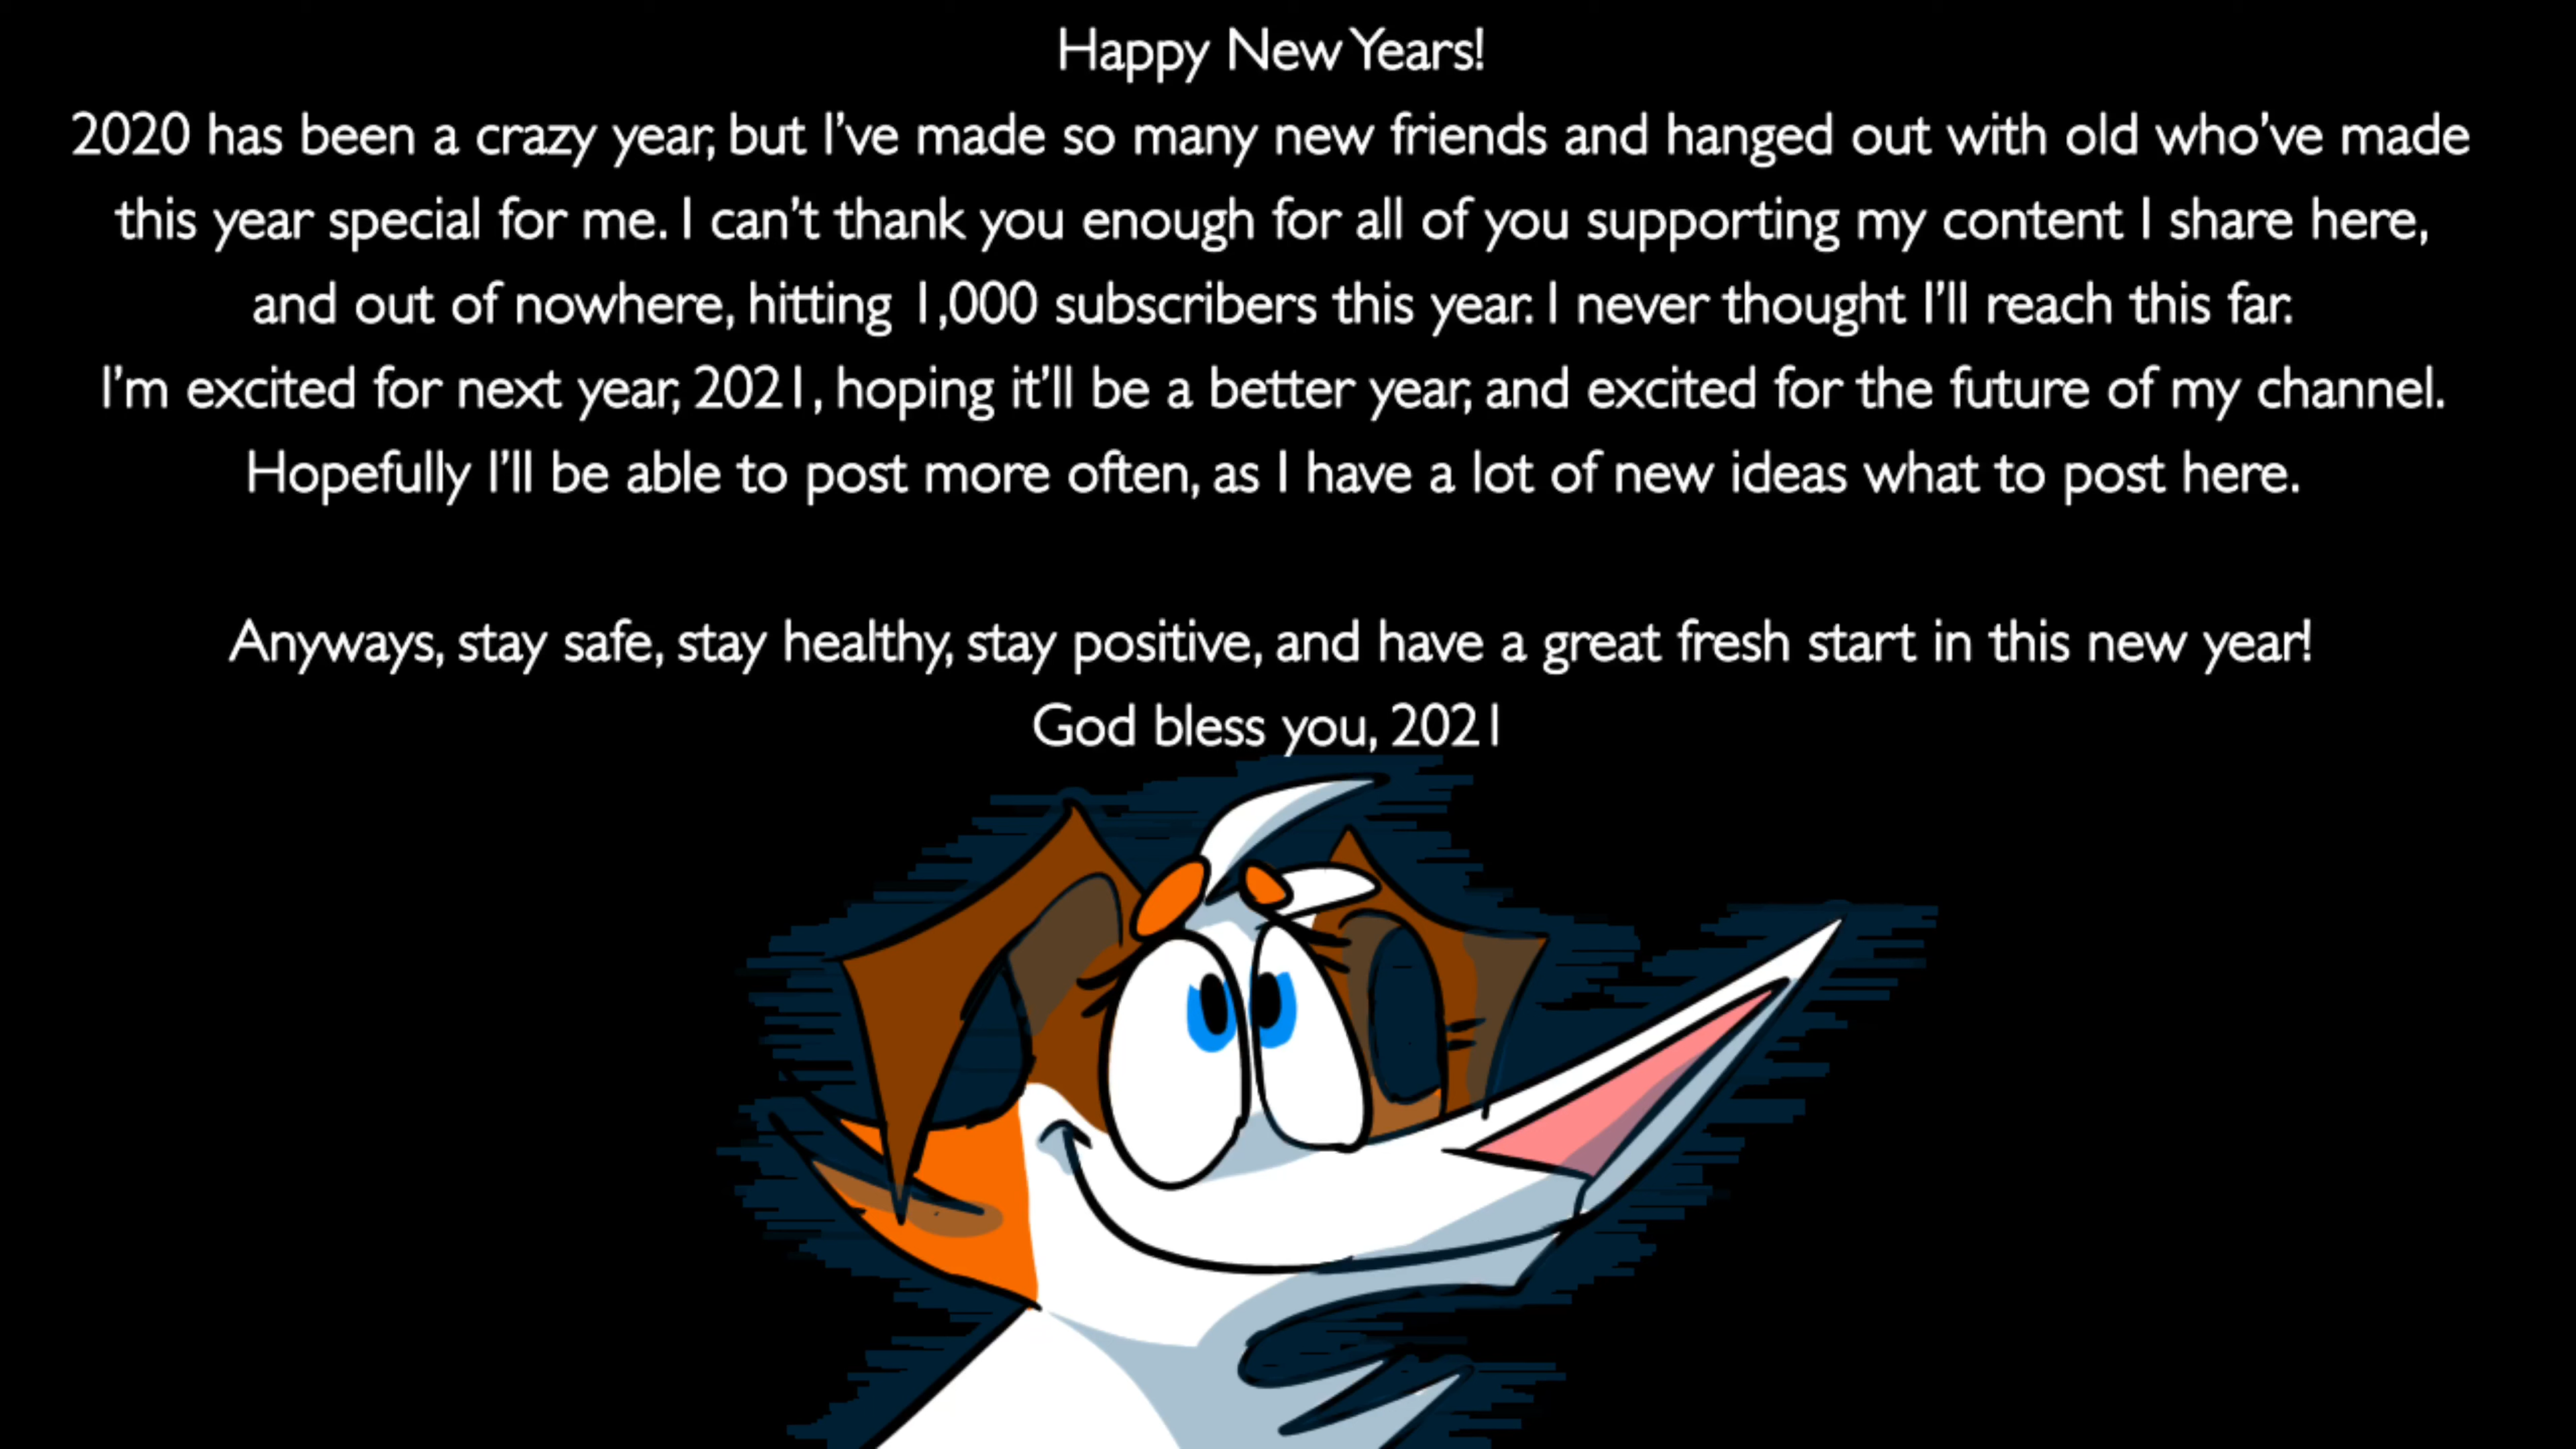 Happy New Years!
2020 has been a crazy year, but I've made so many new friends and hanged out with old who've made
this year special for me. I can't thank you enough for all of you supporting my content I share here,
and out of nowhere, hitting 1,000 subscribers this year. I never thought I'll reach this far.
I'm excited for next year, 2021, hoping it'll be a better year, and excited for the future of my channel.
Hopefully I'll be able to post more often, as I have a lot of new ideas what to post here.
Anyways, stay safe, stay healthy, stay positive, and have a great fresh start in this new year!
God bless you, 2021